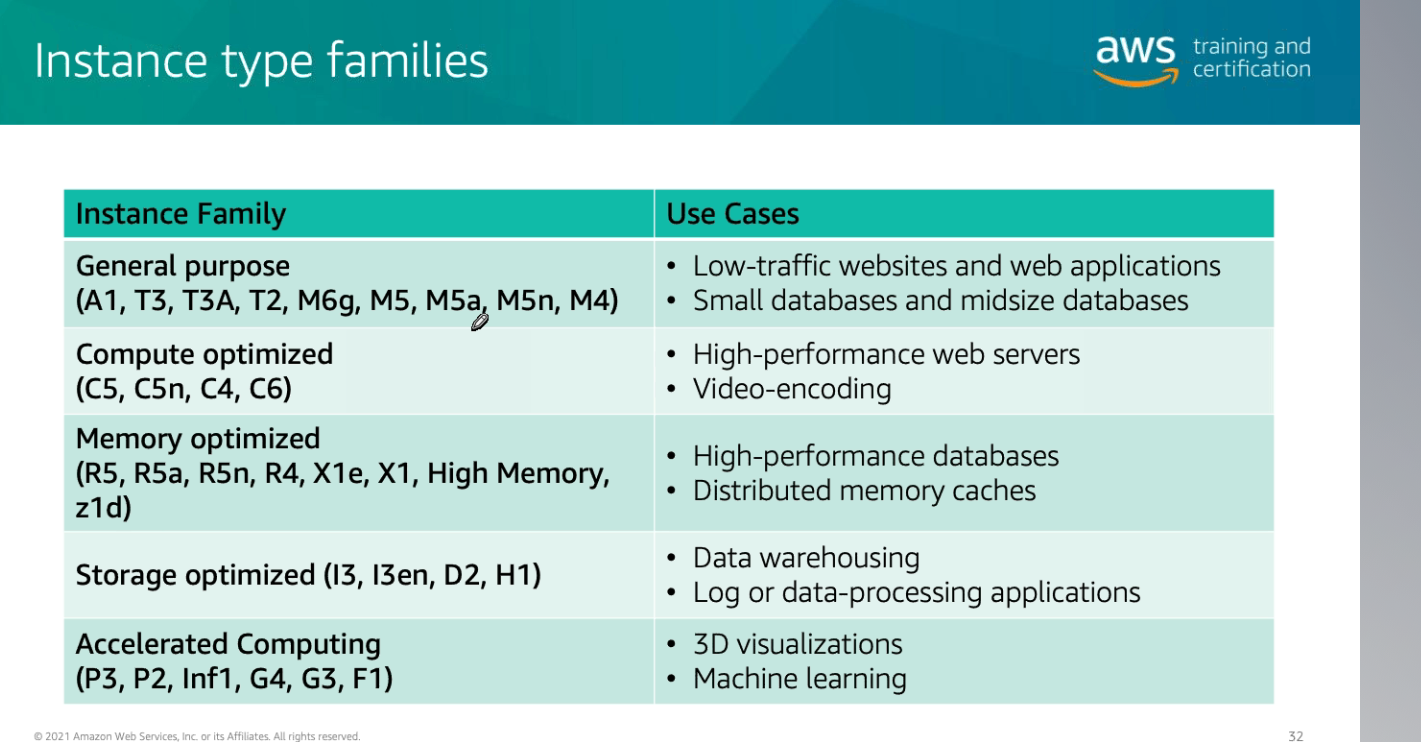 Instance type families
aws training and
certification
Instance Family
Use Cases
General purpose
(A1, T3, T3A, T2, M6g, M5, M5a, M5n, M4)
• Low-traffic websites and web applications
• Small databases and midsize databases
Compute optimized
(C5, C5n, C4, C6)
• High-performance web servers
• Video-encoding
Memory optimized
(R5, R5a, R5n, R4, X1e, X1, High Memory,
z1d)
• High-performance databases
• Distributed memory caches
Storage optimized (I3, I3en, D2, H1)
• Data warehousing
• Log or data-processing applications
Accelerated Computing
(P3, P2, Inf1, G4, G3, F1)
• 3D visualizations
• Machine learning
© 2021 Amazon Web Services, Inc. or its Affiliates. All rights reserved.
32